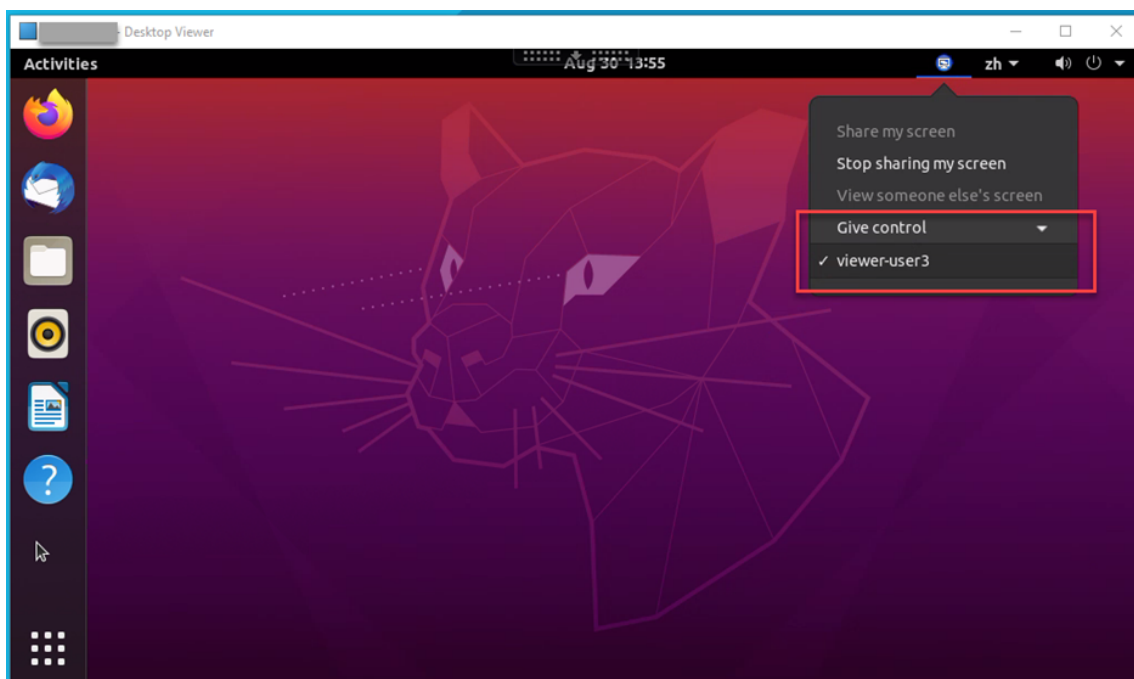 - Desktop Viewer
Activities
Aug 30 13:55
zh
Share my screen
Stop sharing my screen
View someone else's screen
Give control
✓ viewer-user3